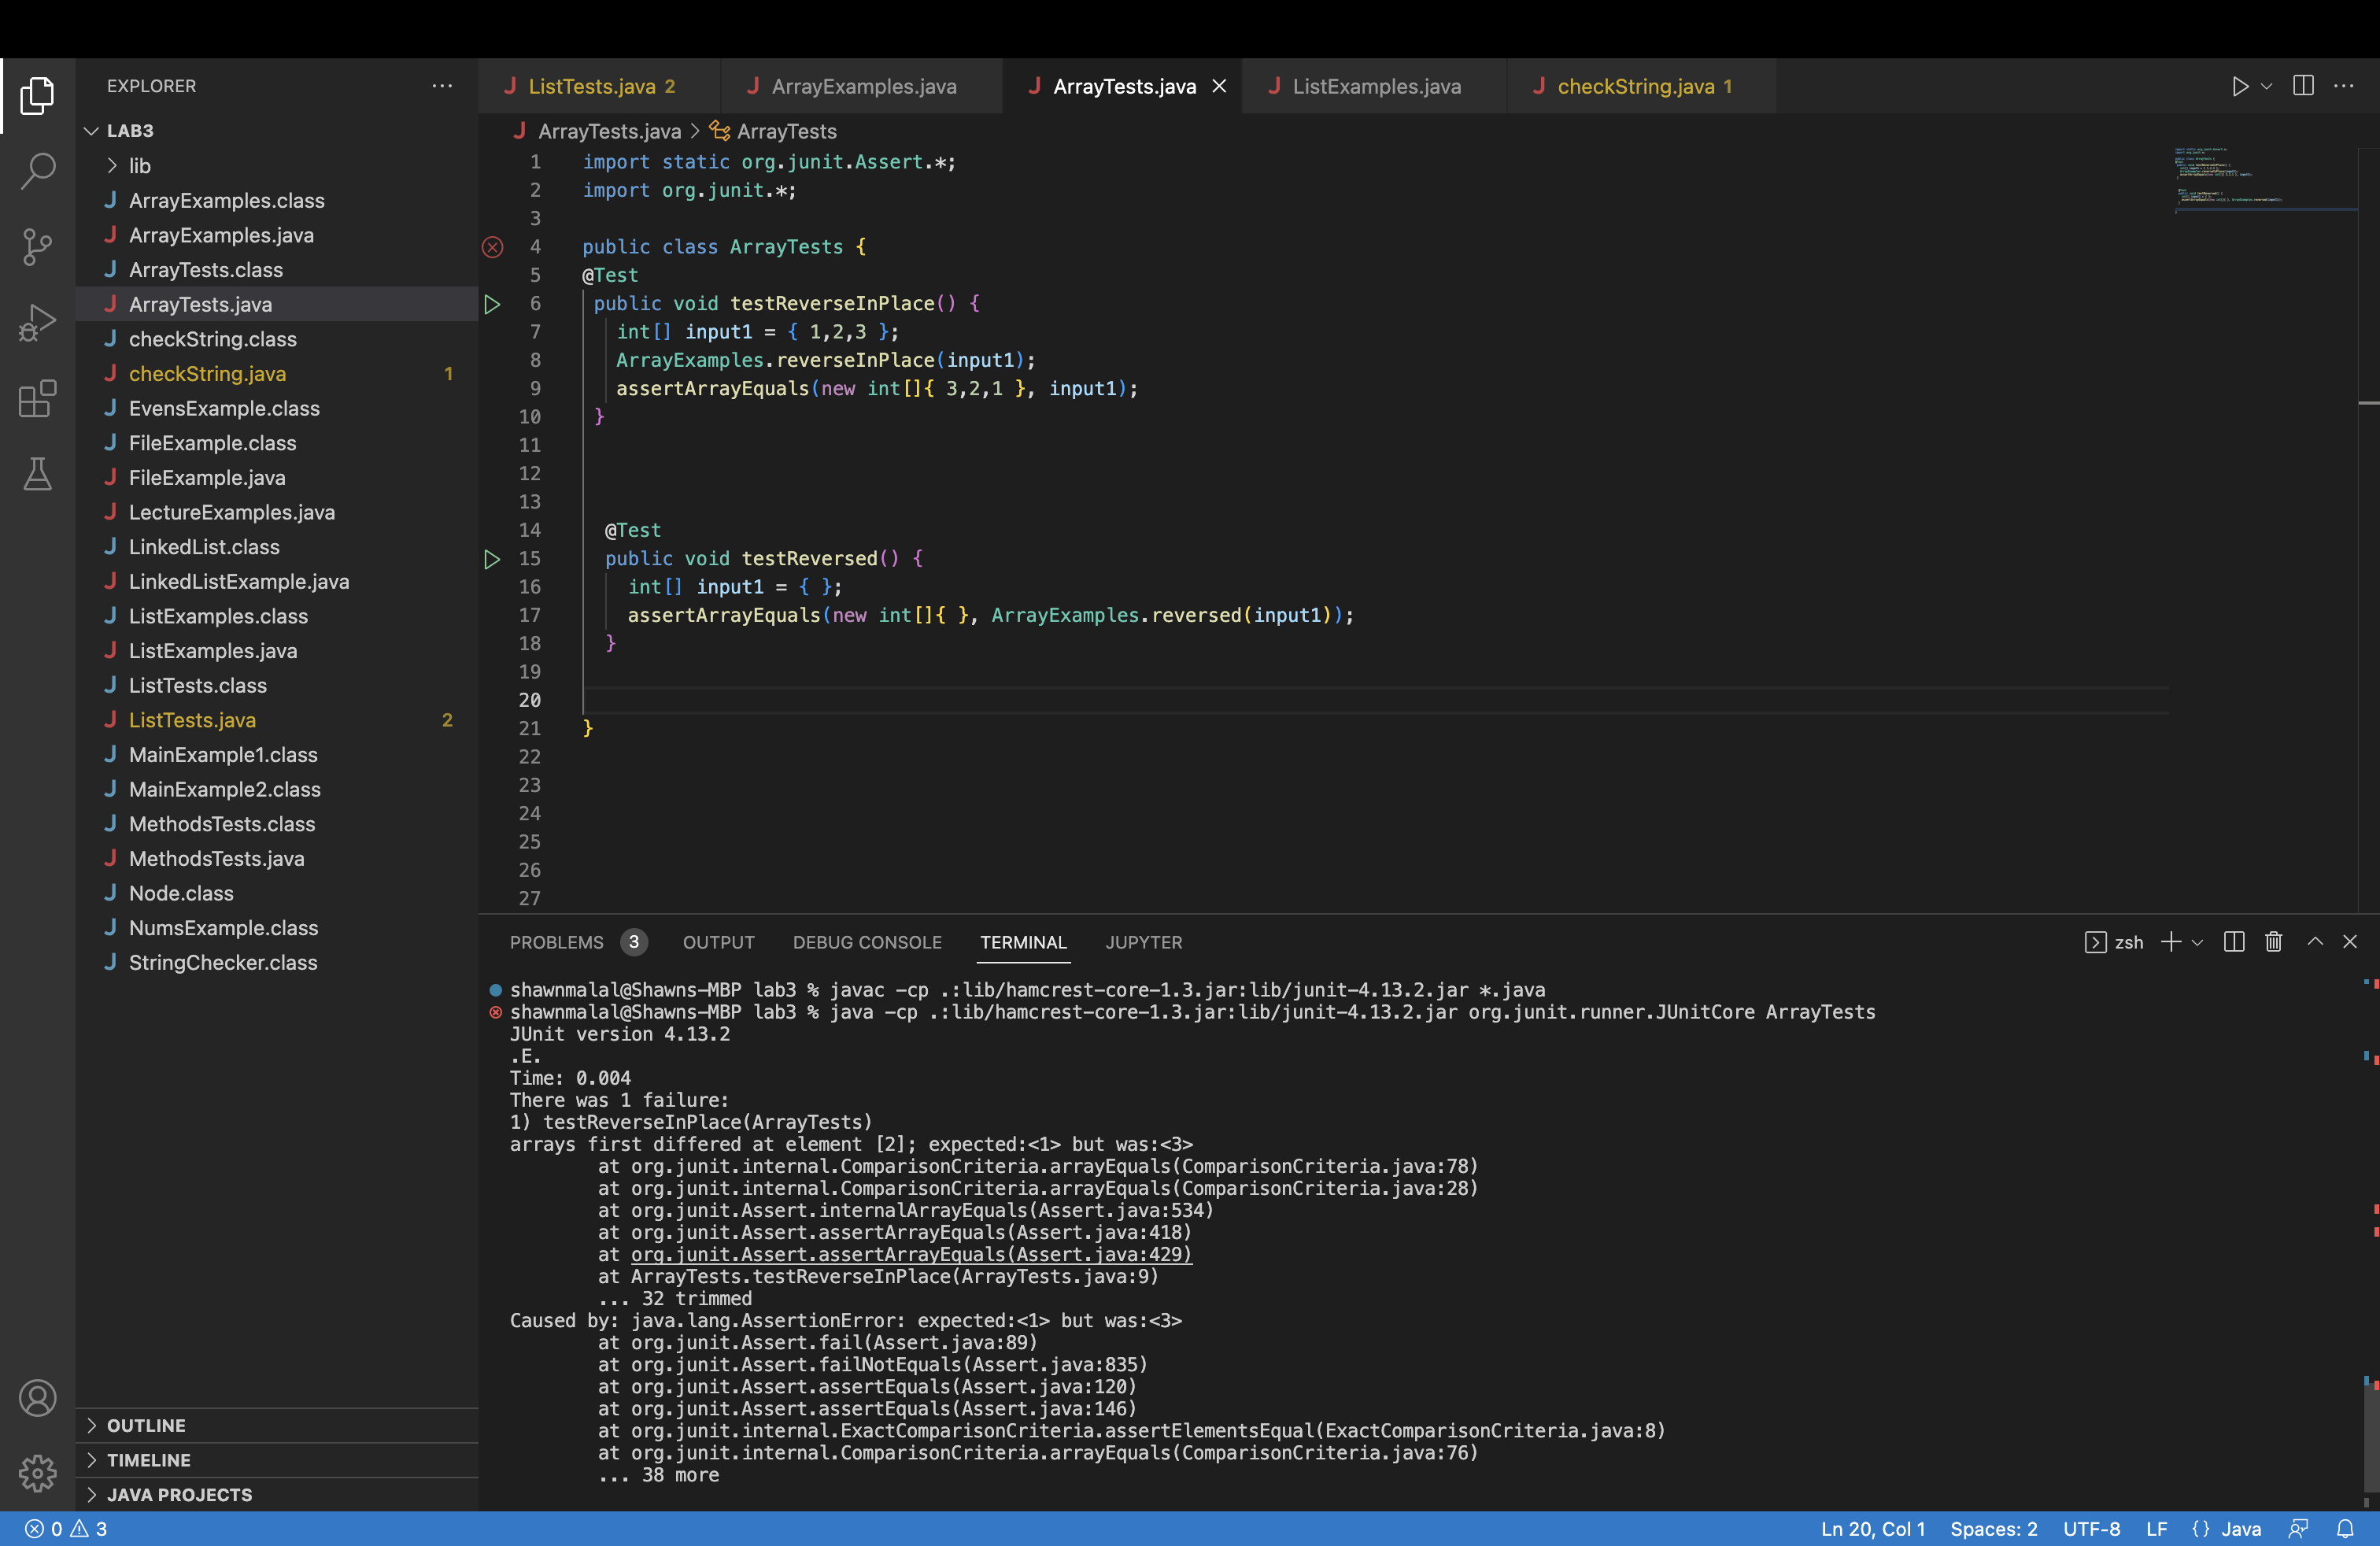 EXPLORER
LAB3
lib
ArrayExamples.class
ArrayExamples.java
ArrayTests.class
ArrayTests.java
checkString.class
checkString.java 1
EvensExample.class
FileExample.class
FileExample.java
LectureExamples.java
LinkedList.class
LinkedListExample.java
ListExamples.class
ListExamples.java
ListTests.class
ListTests.java 2
MainExample1.class
MainExample2.class
MethodsTests.class
MethodsTests.java
Node.class
NumsExample.class
StringChecker.class
OUTLINE
TIMELINE
JAVA PROJECTS
ListTests.java 2 ArrayExamples.java ArrayTests.java ListExamples.java checkString.java 1
ArrayTests.java > ArrayTests
1 import static org.junit.Assert.*;
2 import org.junit.*;
3
4 public class ArrayTests {
5 @Test
6 public void testReverseInPlace() {
7 int[] input1 = { 1,2,3 };
8 ArrayExamples.reverseInPlace(input1);
9 assertArrayEquals(new int[]{ 3,2,1 }, input1);
10 }
11
12
13
14 @Test
15 public void testReversed() {
16 int[] input1 = { };
17 assertArrayEquals(new int[]{ }, ArrayExamples.reversed(input1));
18 }
19
20
21 }
22
23
24
25
26
27
PROBLEMS 3 OUTPUT DEBUG CONSOLE TERMINAL JUPYTER zsh
shawnmalal@Shawns-MBP lab3 % javac -cp .:lib/hamcrest-core-1.3.jar:lib/junit-4.13.2.jar *.java
shawnmalal@Shawns-MBP lab3 % java -cp .:lib/hamcrest-core-1.3.jar:lib/junit-4.13.2.jar org.junit.runner.JUnitCore ArrayTests
JUnit version 4.13.2
.E.
Time: 0.004
There was 1 failure:
1) testReverseInPlace(ArrayTests)
arrays first differed at element [2]; expected:<1> but was:<3>
at org.junit.internal.ComparisonCriteria.arrayEquals(ComparisonCriteria.java:78)
at org.junit.internal.ComparisonCriteria.arrayEquals(ComparisonCriteria.java:28)
at org.junit.Assert.internalArrayEquals(Assert.java:534)
at org.junit.Assert.assertArrayEquals(Assert.java:418)
at org.junit.Assert.assertArrayEquals(Assert.java:429)
at ArrayTests.testReverseInPlace(ArrayTests.java:9)
... 32 trimmed
Caused by: java.lang.AssertionError: expected:<1> but was:<3>
at org.junit.Assert.fail(Assert.java:89)
at org.junit.Assert.failNotEquals(Assert.java:835)
at org.junit.Assert.assertEquals(Assert.java:120)
at org.junit.Assert.assertEquals(Assert.java:146)
at org.junit.internal.ExactComparisonCriteria.assertElementsEqual(ExactComparisonCriteria.java:8)
at org.junit.internal.ComparisonCriteria.arrayEquals(ComparisonCriteria.java:76)
... 38 more
0 3 Ln 20, Col 1 Spaces: 2 UTF-8 LF {} Java